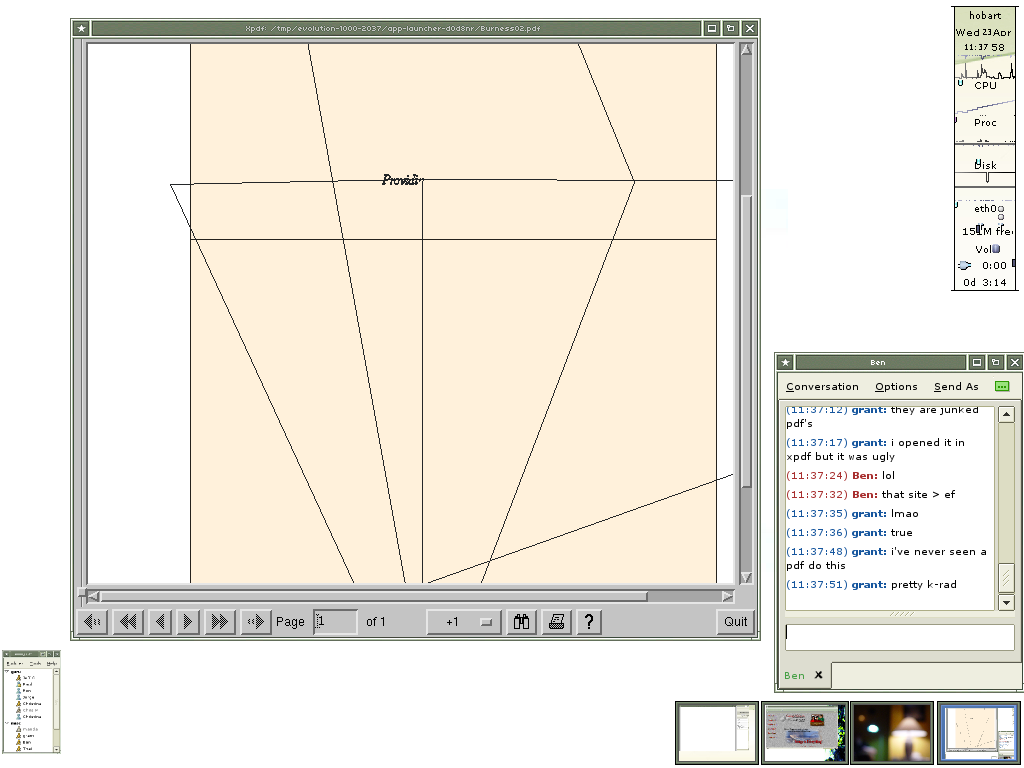 Xpdf: /tmp/evolution-1000-2037/app-launcher-d0d8nr/Burness02.pdf
Providin
Page 1 of 1 +1 ? Quit
hobart
Wed 23 Apr
11:37 58
CPU
Proc
Disk
eth0
151M fre
Vol
0:00
0d 3:14
Ben
Conversation Options Send As
(11:37:12) grant: they are junked
pdf's
(11:37:17) grant: i opened it in
xpdf but it was ugly
(11:37:24) Ben: lol
(11:37:32) Ben: that site > ef
(11:37:35) grant: lmao
(11:37:36) grant: true
(11:37:48) grant: i've never seen a
pdf do this
(11:37:51) grant: pretty k-rad
Ben X